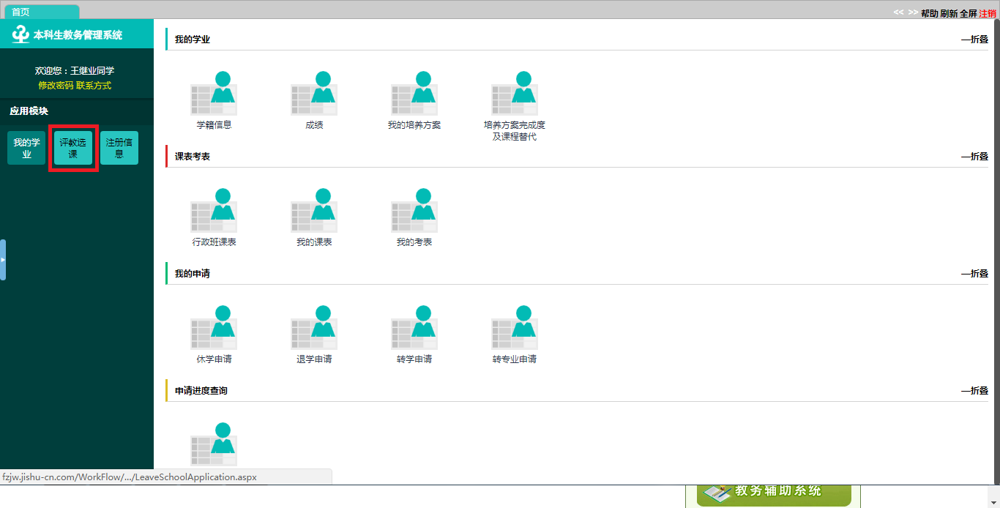 首页
<< >> 帮助 刷新 全屏 注销
本科生教务管理系统
欢迎您：王继业同学
修改密码 联系方式
应用模块
我的学
业
评教选
课
注册信
息
我的学业
—折叠
学籍信息
成绩
我的培养方案
培养方案完成度
及课程替代
课表考表
—折叠
行政班课表
我的课表
我的考表
我的申请
—折叠
休学申请
退学申请
转学申请
转专业申请
申请进度查询
—折叠
fzjw.jishu-cn.com/WorkFlow/.../LeaveSchoolApplication.aspx
教务辅助系统